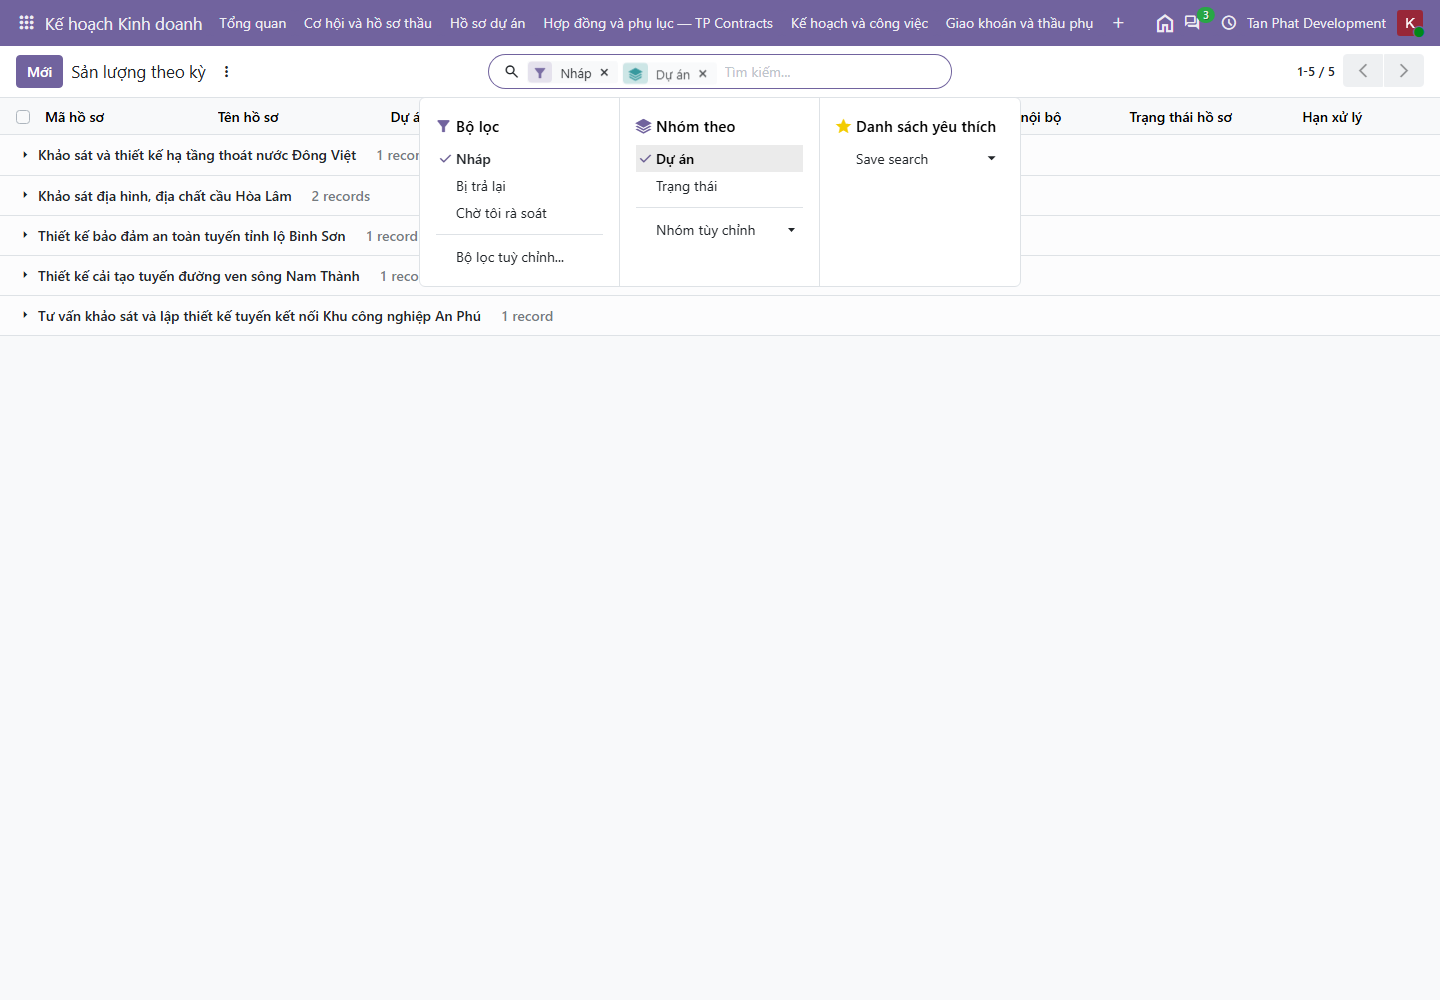 Kế hoạch Kinh doanh Tổng quan Cơ hội và hồ sơ thầu Hồ sơ dự án Hợp đồng và phụ lục — TP Contracts Kế hoạch và công việc Giao khoán và thầu phụ 3 Tan Phat Development K
Mới Sản lượng theo kỳ Nháp Dự án Tìm kiếm... 1-5 / 5
Mã hồ sơ Tên hồ sơ Dự á nội bộ Trạng thái hồ sơ Hạn xử lý
Bộ lọc
Nháp
Bị trả lại
Chờ tôi rà soát
Bộ lọc tuỳ chỉnh...
Nhóm theo
Dự án
Trạng thái
Nhóm tùy chỉnh
Danh sách yêu thích
Save search
Khảo sát và thiết kế hạ tầng thoát nước Đông Việt 1 recor
Khảo sát địa hình, địa chất cầu Hòa Lâm 2 records
Thiết kế bảo đảm an toàn tuyến tỉnh lộ Bình Sơn 1 record
Thiết kế cải tạo tuyến đường ven sông Nam Thành 1 reco
Tư vấn khảo sát và lập thiết kế tuyến kết nối Khu công nghiệp An Phú 1 record